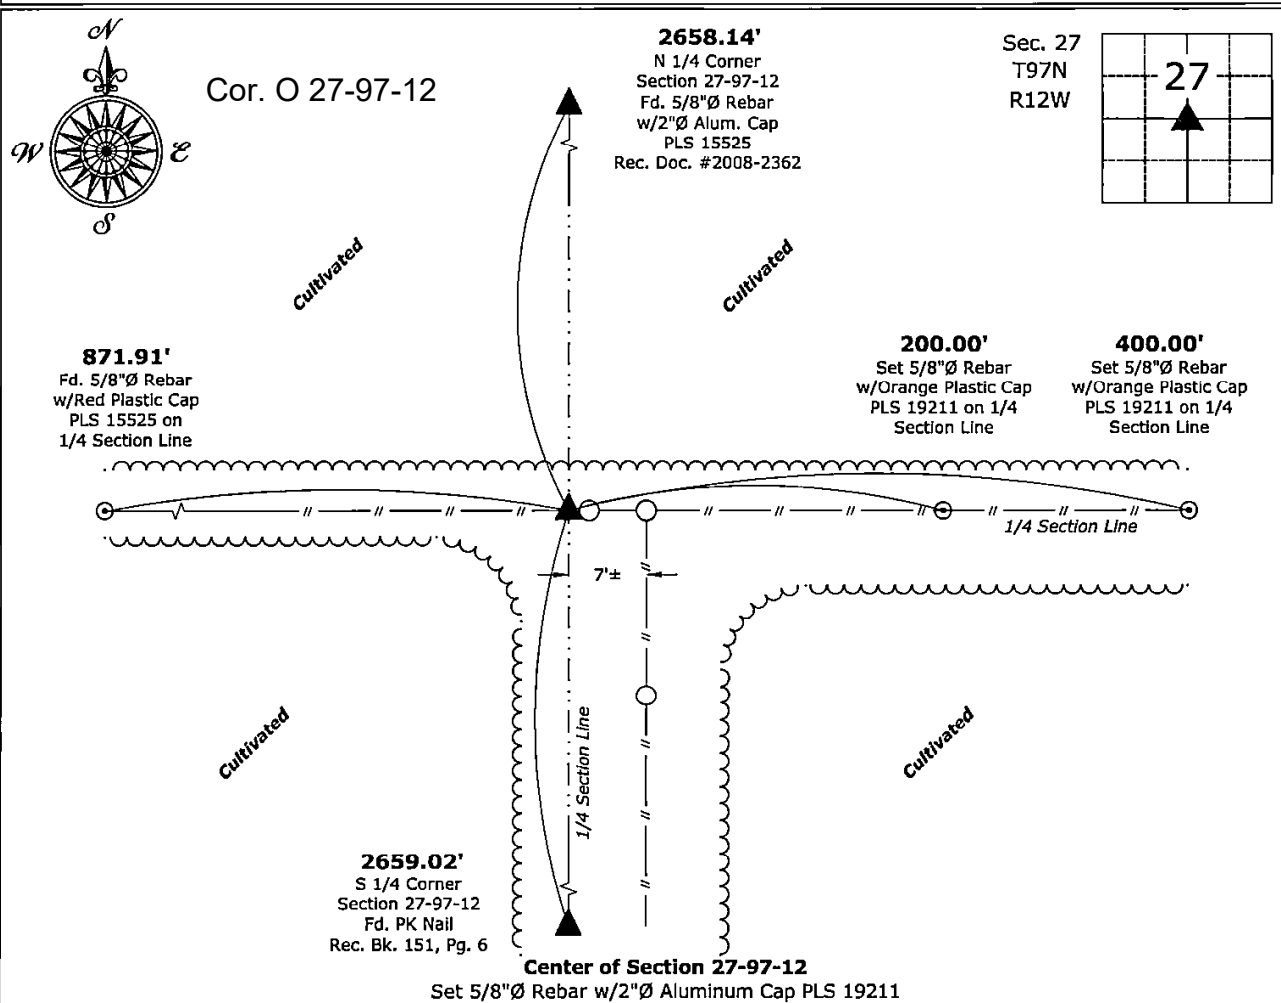 N
W
E
S
Cor. O 27-97-12
2658.14'
N 1/4 Corner
Section 27-97-12
Fd. 5/8"Ø Rebar
w/2"Ø Alum. Cap
PLS 15525
Rec. Doc. #2008-2362
Sec. 27
T97N
R12W
27
Cultivated
Cultivated
871.91'
Fd. 5/8"Ø Rebar
w/Red Plastic Cap
PLS 15525 on
1/4 Section Line
200.00'
Set 5/8"Ø Rebar
w/Orange Plastic Cap
PLS 19211 on 1/4
Section Line
400.00'
Set 5/8"Ø Rebar
w/Orange Plastic Cap
PLS 19211 on 1/4
Section Line
1/4 Section Line
7'±
Cultivated
1/4 Section Line
Cultivated
2659.02'
S 1/4 Corner
Section 27-97-12
Fd. PK Nail
Rec. Bk. 151, Pg. 6
Center of Section 27-97-12
Set 5/8"Ø Rebar w/2"Ø Aluminum Cap PLS 19211